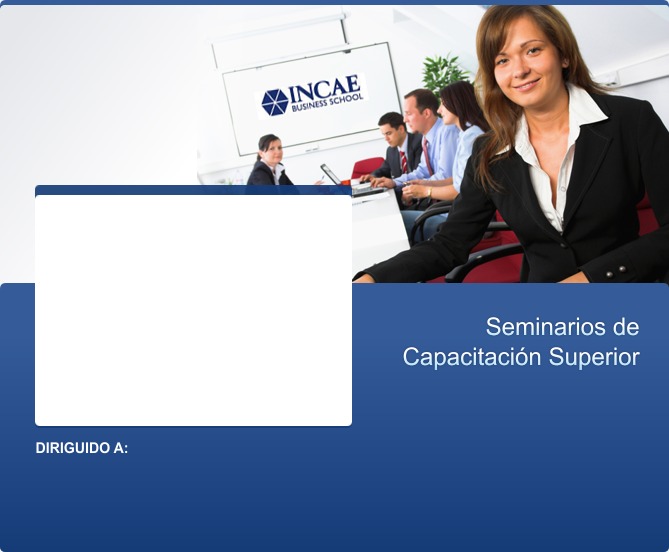 INCAE
BUSINESS SCHOOL
Seminarios de
Capacitación Superior
DIRIGUIDO A: